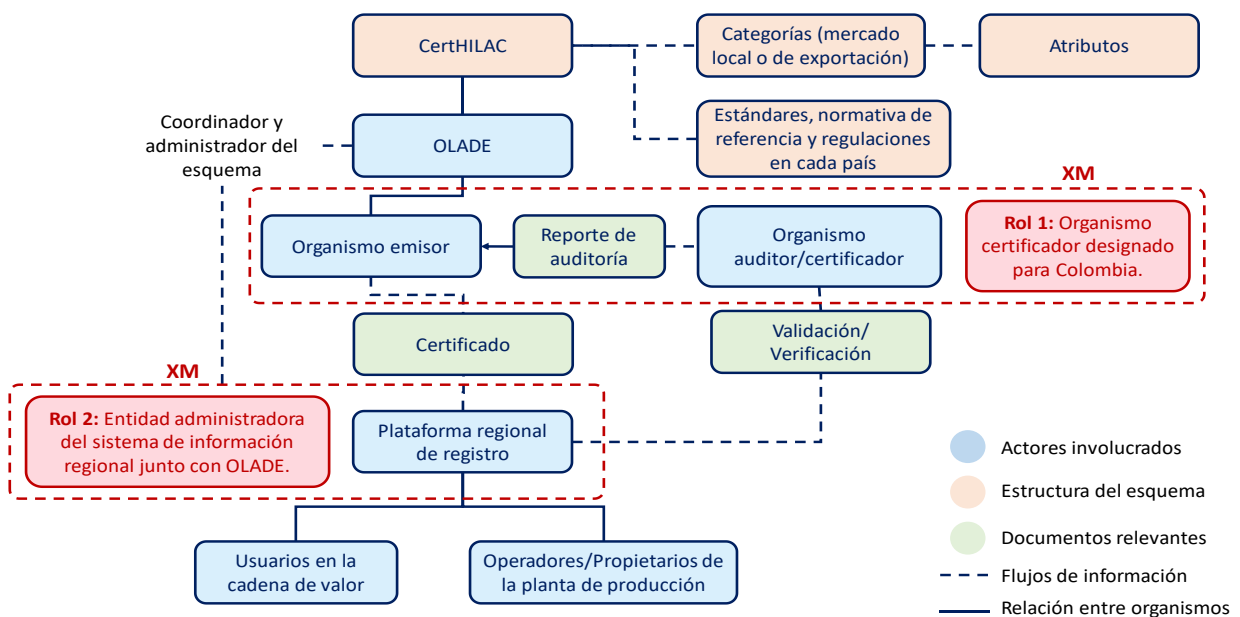 CertHILAC
Categorías (mercado
local o de exportación)
Atributos
Estándares, normativa de
referencia y regulaciones
en cada país
Coordinador y
administrador del
esquema
OLADE
XM
Organismo emisor
Reporte de
auditoría
Organismo
auditor/certificador
Rol 1: Organismo
certificador designado
para Colombia.
Certificado
Validación/
Verificación
XM
Rol 2: Entidad administradora
del sistema de información
regional junto con OLADE.
Plataforma regional
de registro
Usuarios en la
cadena de valor
Operadores/Propietarios de
la planta de producción
Actores involucrados
Estructura del esquema
Documentos relevantes
Flujos de información
Relación entre organismos